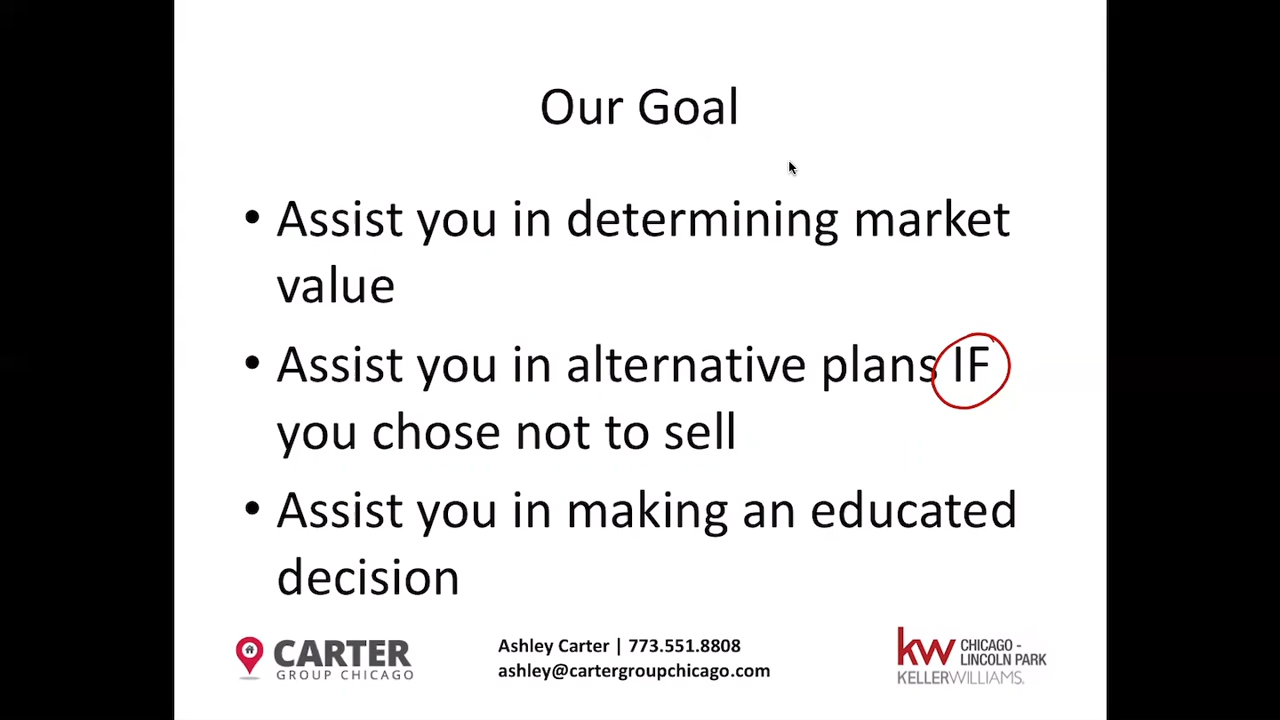 Our Goal
• Assist you in determining market
value
• Assist you in alternative plans IF
you chose not to sell
• Assist you in making an educated
decision
CARTER
GROUP CHICAGO
Ashley Carter | 773.551.8808
ashley@cartergroupchicago.com
kw CHICAGO -
LINCOLN PARK
KELLERWILLIAMS.